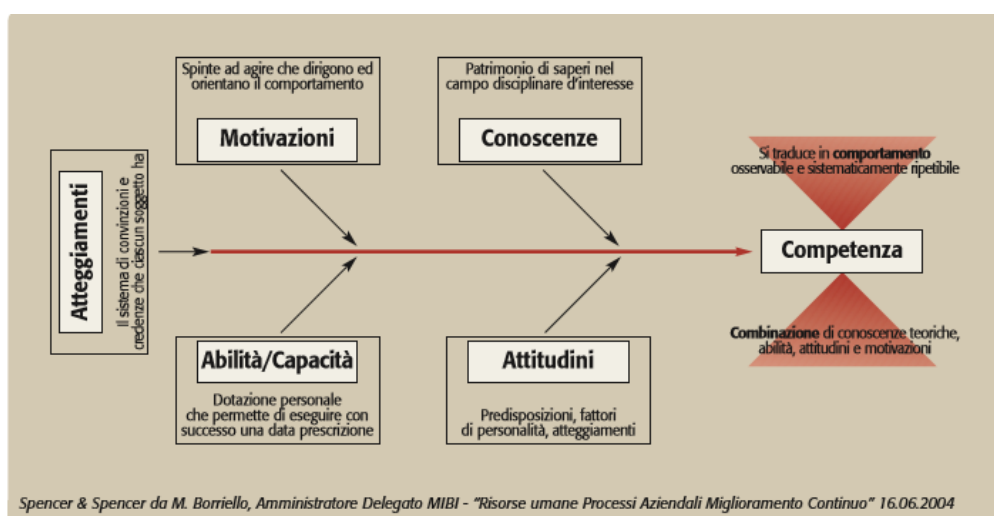 Spinte ad agire che dirigono ed
orientano il comportamento
Motivazioni
Patrimonio di saperi nel
campo disciplinare d'interesse
Conoscenze
Atteggiamenti
Il sistema di convinzioni e
credenze che ciascun soggetto ha
Si traduce in comportamento
osservabile e sistematicamente ripetibile
Competenza
Combinazione di conoscenze teoriche,
abilità, attitudini e motivazioni
Abilità/Capacità
Dotazione personale
che permette di eseguire con
successo una data prescrizione
Attitudini
Predisposizioni, fattori
di personalità, atteggiamenti
Spencer & Spencer da M. Borriello, Amministratore Delegato MIBI - "Risorse umane Processi Aziendali Miglioramento Continuo" 16.06.2004